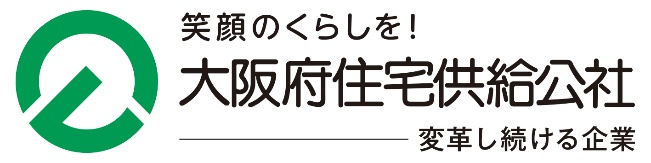 笑顔のくらしを!
大阪府住宅供給公社
変革し続ける企業